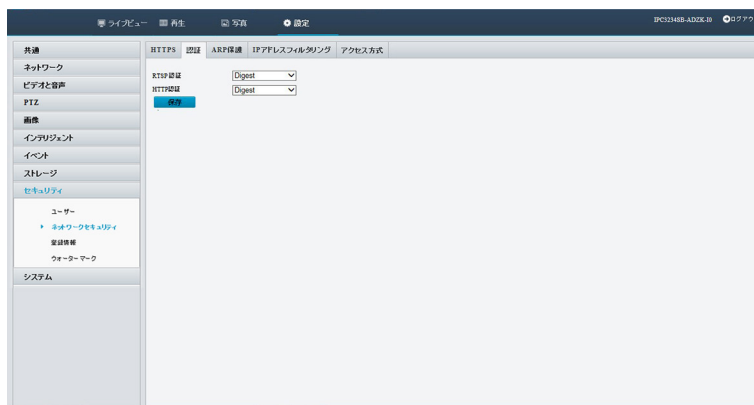 ライブビュー 再生 写真 設定 IPC3234SB-ADZK-I0 ログアウ
共通
ネットワーク
ビデオと音声
PTZ
画像
インテリジェント
イベント
ストレージ
セキュリティ
ユーザー
ネットワークセキュリティ
登録情報
ウォーターマーク
システム
HTTPS 認証 ARP保護 IPアドレスフィルタリング アクセス方式
RTSP認証 Digest
HTTP認証 Digest
保存